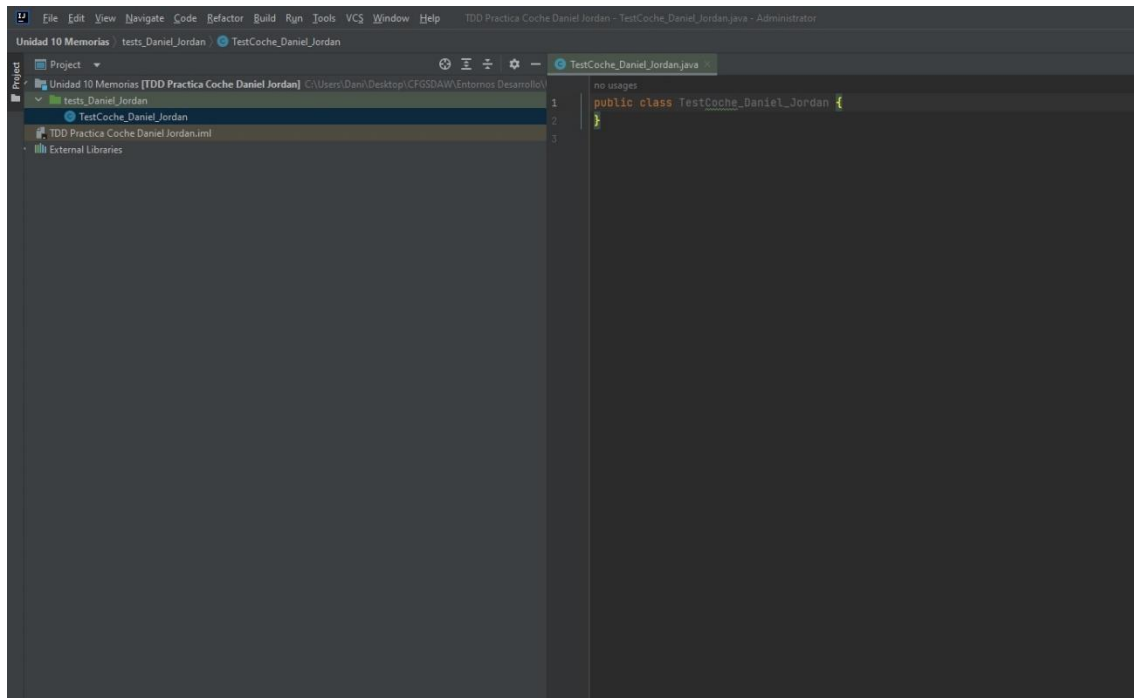 File Edit View Navigate Code Refactor Build Run Tools VCS Window Help TDD Practica Coche Daniel Jordan - TestCoche_Daniel_Jordan.java - Administrator
Unidad 10 Memorias tests_Daniel_Jordan TestCoche_Daniel_Jordan
Project
Project
TestCoche_Daniel_Jordan.java
Unidad 10 Memorias [TDD Practica Coche Daniel Jordan] C:\Users\Dani\Desktop\CFGSDAW\Entornos Desarrollo\
tests_Daniel_Jordan
TestCoche_Daniel_Jordan
TDD Practica Coche Daniel Jordan.iml
External Libraries
no usages
1 public class TestCoche_Daniel_Jordan {
2 }
3